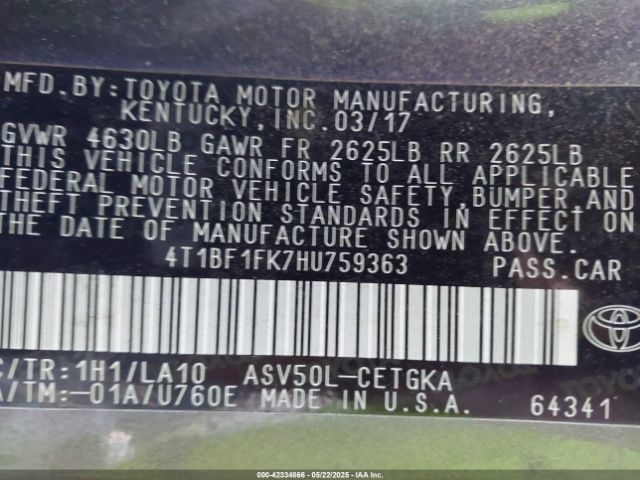 MFD.BY:TOYOTA MOTOR MANUFACTURING,
KENTUCKY,INC.03/17
GVWR 4630LB GAWR FR 2625LB RR 2625LB
THIS VEHICLE CONFORMS TO ALL APPLICABLE
FEDERAL MOTOR VEHICLE SAFETY,BUMPER,AND
THEFT PREVENTION STANDARDS IN EFFECT ON
THE DATE OF MANUFACTURE SHOWN ABOVE.
4T1BF1FK7HU759363 PASS.CAR
C/TR:1H1/LA10 ASV50L-CETGKA
A/TM:-01A/U760E MADE IN U.S.A. 64341
000-42334866 - 05/22/2025 - IAA Inc.